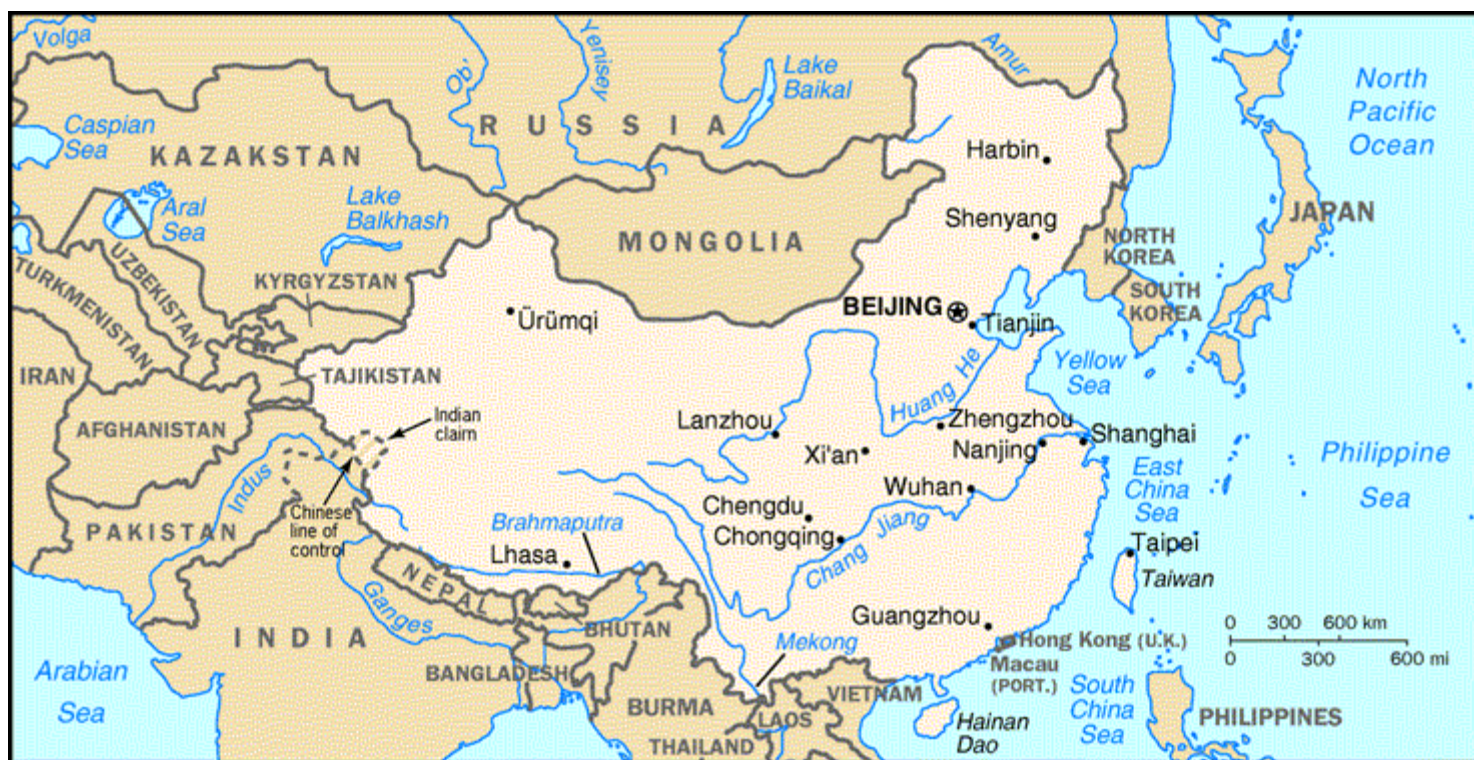 Volga
Ob'
Yenisey
Amur
Lake
Baikal
North
Pacific
Ocean
Caspian
Sea
RUSSIA
KAZAKSTAN
Harbin
Aral
Sea
Lake
Balkhash
Shenyang
JAPAN
MONGOLIA
NORTH
KOREA
UZBEKISTAN
TURKMENISTAN
KYRGYZSTAN
SOUTH
KOREA
BEIJING
Ürümqi
Tianjin
IRAN
TAJIKISTAN
Yellow
Sea
Huang He
Indian
claim
Lanzhou
Zhengzhou
AFGHANISTAN
Xi'an
Nanjing
Shanghai
Philippine
Sea
Indus
Wuhan
East
China
Sea
Chinese
line of
control
Chengdu
Chongqing
Chang Jiang
PAKISTAN
Brahmaputra
Lhasa
Taipei
Taiwan
NEPAL
Ganges
INDIA
BHUTAN
Guangzhou
0 300 600 km
0 300 600 mi
Mekong
Hong Kong (U.K.)
Macau
(PORT.)
Arabian
Sea
BANGLADESH
BURMA
VIETNAM
LAOS
THAILAND
Hainan
Dao
South
China
Sea
PHILIPPINES